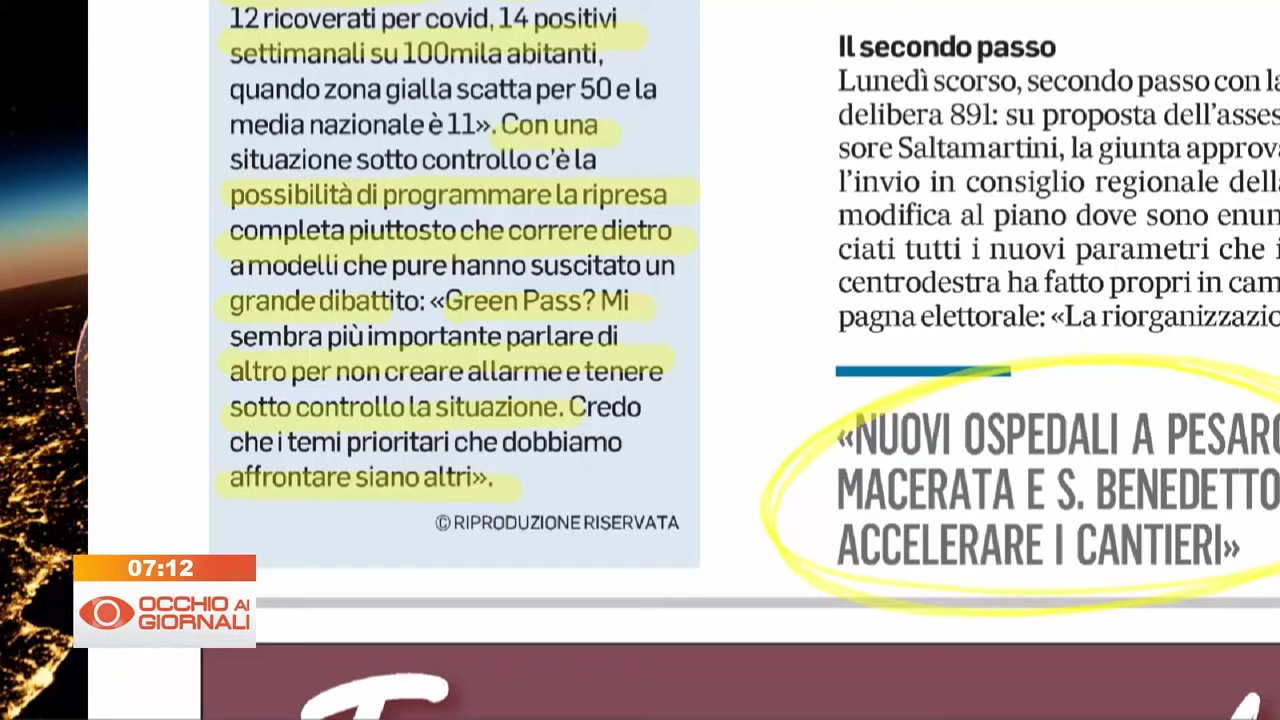 12 ricoverati per covid, 14 positivi
settimanali su 100mila abitanti,
quando zona gialla scatta per 50 e la
media nazionale è 11». Con una
situazione sotto controllo c'è la
possibilità di programmare la ripresa
completa piuttosto che correre dietro
a modelli che pure hanno suscitato un
grande dibattito: «Green Pass? Mi
sembra più importante parlare di
altro per non creare allarme e tenere
sotto controllo la situazione. Credo
che i temi prioritari che dobbiamo
affrontare siano altri».
© RIPRODUZIONE RISERVATA
Il secondo passo
Lunedì scorso, secondo passo con la
delibera 891: su proposta dell'asses
sore Saltamartini, la giunta approva
l'invio in consiglio regionale della
modifica al piano dove sono enun
ciati tutti i nuovi parametri che i
centrodestra ha fatto propri in cam
pagna elettorale: «La riorganizzazio
«NUOVI OSPEDALI A PESARO
MACERATA E S. BENEDETTO
ACCELERARE I CANTIERI»
07:12
OCCHIO AI
GIORNALI